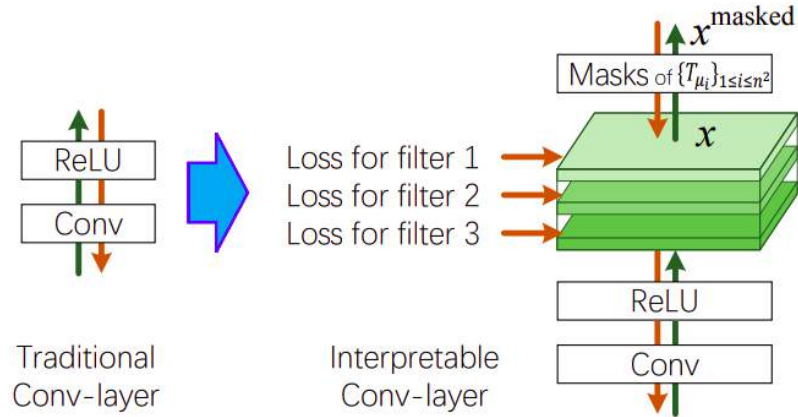 x^masked
Masks of {T_μᵢ}₁≤ᵢ≤ₙ²
x
ReLU
Conv
Loss for filter 1
Loss for filter 2
Loss for filter 3
ReLU
Conv
Traditional
Conv-layer
Interpretable
Conv-layer